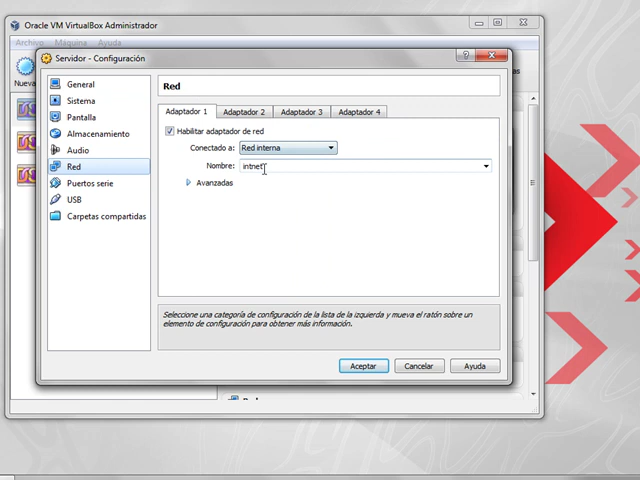 Oracle VM VirtualBox Administrador
Archivo Máquina Ayuda
Servidor - Configuración
Nueva
General
Sistema
Pantalla
Almacenamiento
Audio
Red
Puertos serie
USB
Carpetas compartidas
Red
Adaptador 1 Adaptador 2 Adaptador 3 Adaptador 4
Habilitar adaptador de red
Conectado a: Red interna
Nombre: intnet
Avanzadas
Seleccione una categoría de configuración de la lista de la izquierda y mueva el ratón sobre un
elemento de configuración para obtener más información.
Aceptar Cancelar Ayuda